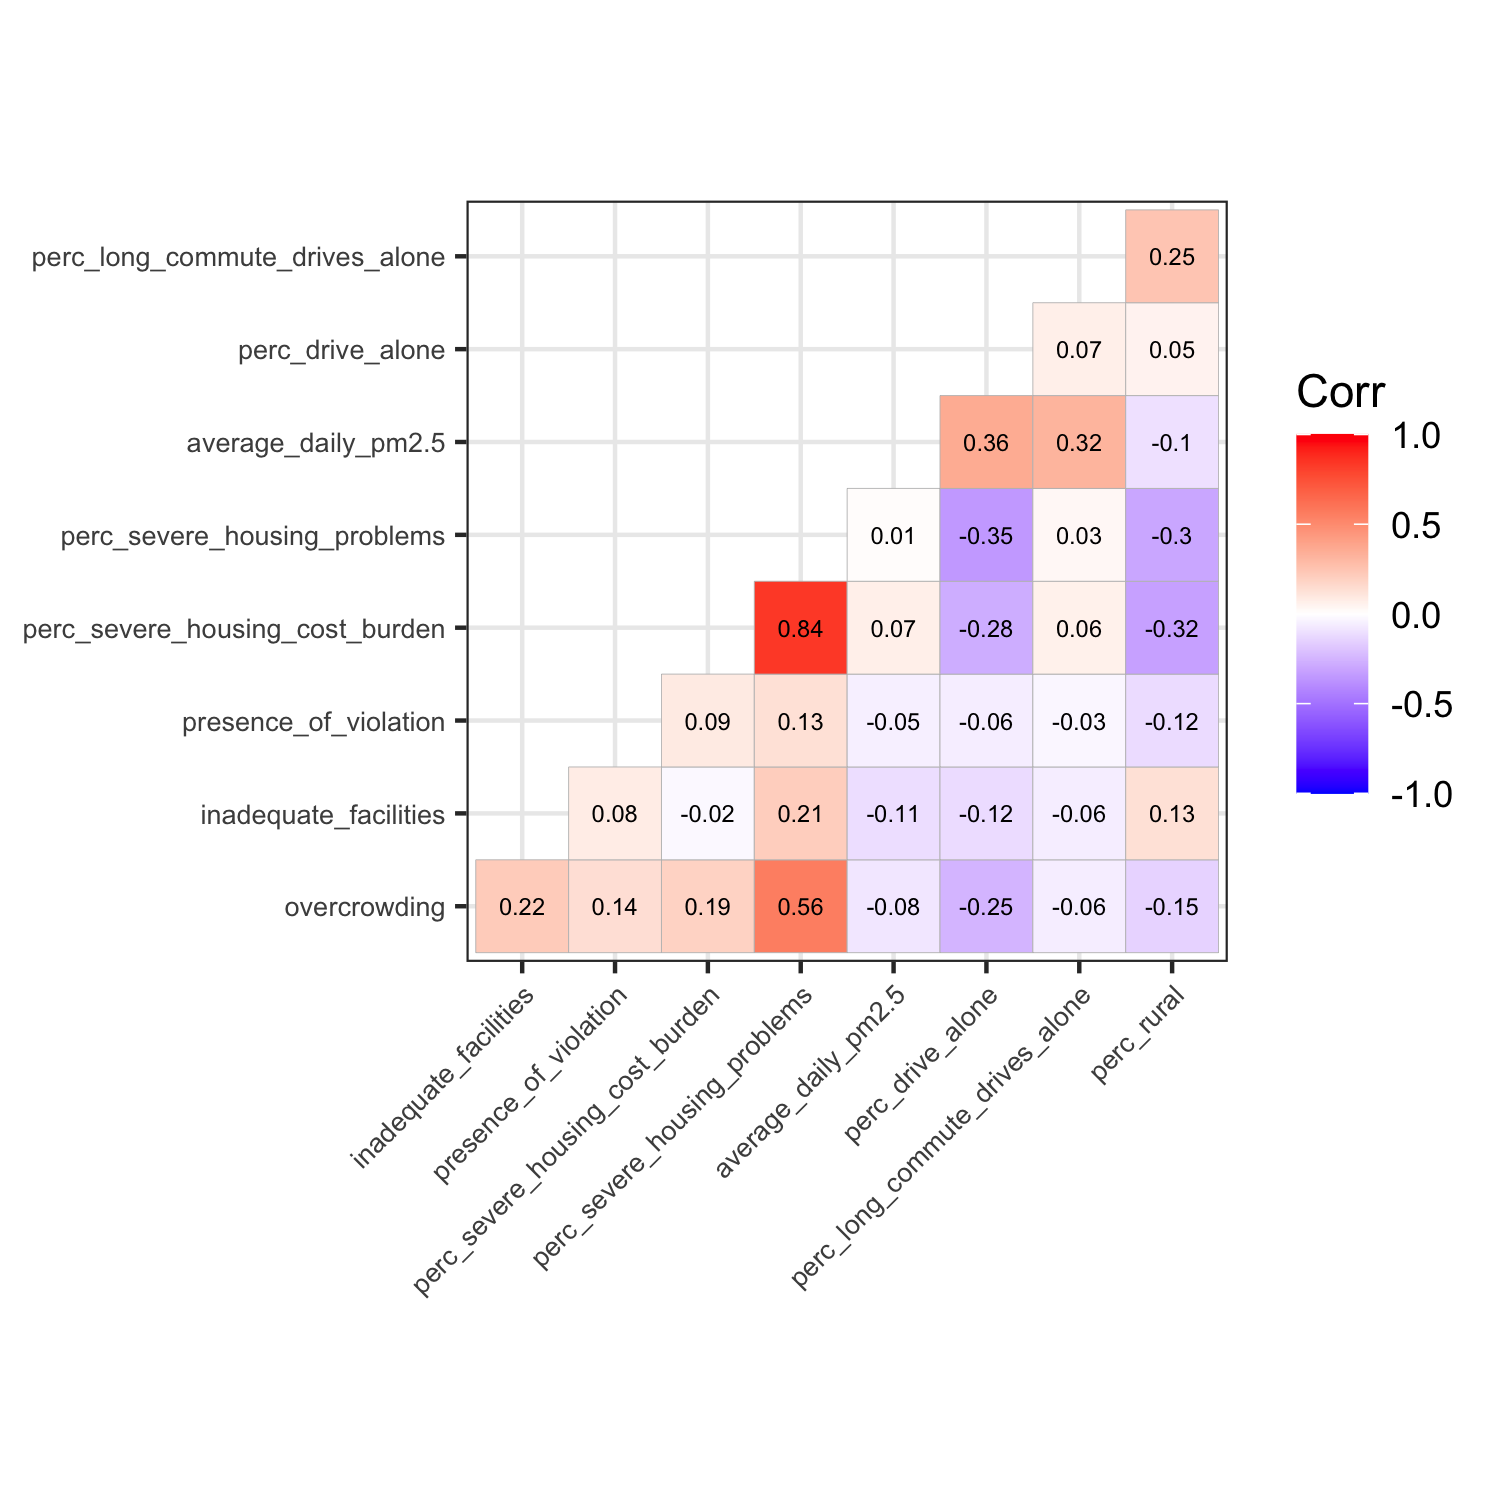 perc_long_commute_drives_alone
0.25
perc_drive_alone
0.07 0.05
average_daily_pm2.5
0.36 0.32 -0.1
perc_severe_housing_problems
0.01 -0.35 0.03 -0.3
perc_severe_housing_cost_burden
0.84 0.07 -0.28 0.06 -0.32
presence_of_violation
0.09 0.13 -0.05 -0.06 -0.03 -0.12
inadequate_facilities
0.08 -0.02 0.21 -0.11 -0.12 -0.06 0.13
overcrowding
0.22 0.14 0.19 0.56 -0.08 -0.25 -0.06 -0.15
inadequate_facilities
presence_of_violation
perc_severe_housing_cost_burden
perc_severe_housing_problems
average_daily_pm2.5
perc_drive_alone
perc_long_commute_drives_alone
perc_rural
Corr
1.0
0.5
0.0
-0.5
-1.0